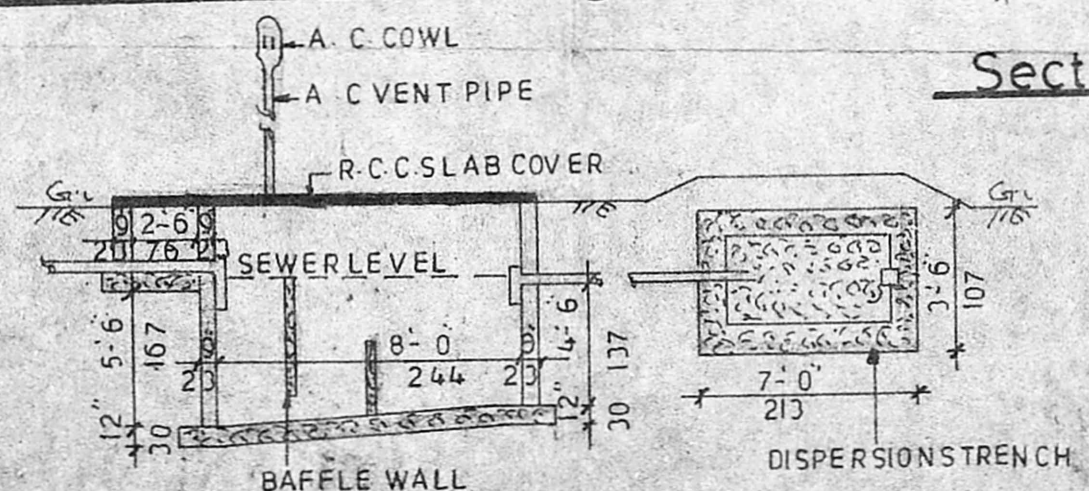 A. C. COWL
Sect
A C VENT PIPE
R.C.C. SLAB COVER
G.L
G.L
9 2'-6" 9
23 76 23
SEWER LEVEL
5'-6"
167
9
23
8'-0"
244
9
23
4'-6"
137
3'-6"
107
7'-0"
213
12"
30
12"
30
BAFFLE WALL
DISPERSIONS TRENCH